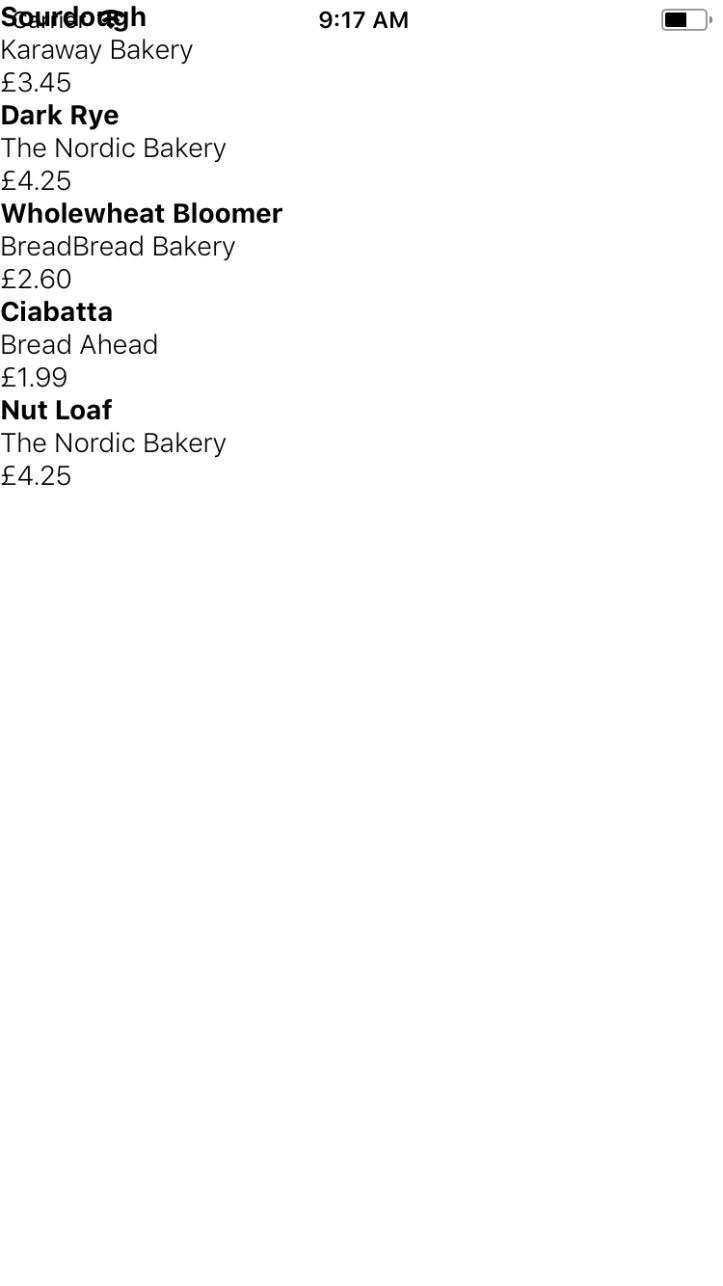 Carrier 9:17 AM
Sourdough
Karaway Bakery
£3.45
Dark Rye
The Nordic Bakery
£4.25
Wholewheat Bloomer
BreadBread Bakery
£2.60
Ciabatta
Bread Ahead
£1.99
Nut Loaf
The Nordic Bakery
£4.25